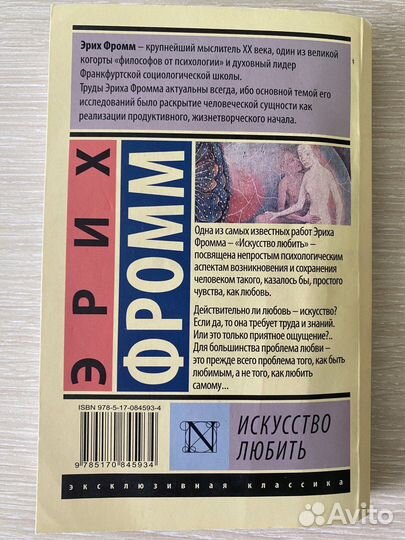 Эрих Фромм – крупнейший мыслитель XX века, один из великой
когорты «философов от психологии» и духовный лидер
Франкфуртской социологической школы.
Труды Эриха Фромма актуальны всегда, ибо основной темой его
исследований было раскрытие человеческой сущности как
реализации продуктивного, жизнетворческого начала.
ЭРИХ
ФРОММ
Одна из самых известных работ Эриха
Фромма – «Искусство любить» –
посвящена непростым психологическим
аспектам возникновения и сохранения
человеком такого, казалось бы, простого
чувства, как любовь.
Действительно ли любовь – искусство?
Если да, то она требует труда и знаний.
Или это только приятное ощущение?..
Для большинства проблема любви –
это прежде всего проблема того, как быть
любимым, а не того, как любить
самому...
ISBN 978-5-17-084593-4
9 785170 845934
N
ИСКУССТВО
ЛЮБИТЬ
эксклюзивная классика
Avito